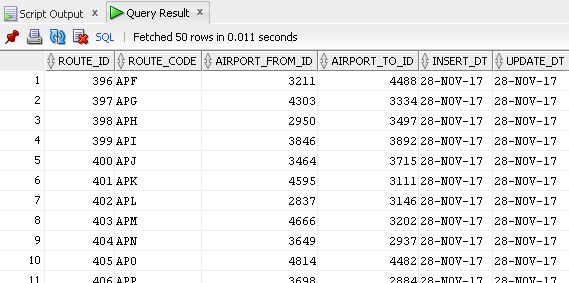 Script Output x Query Result x
SQL | Fetched 50 rows in 0.011 seconds
ROUTE_ID ROUTE_CODE AIRPORT_FROM_ID AIRPORT_TO_ID INSERT_DT UPDATE_DT
1 396 APF 3211 4488 28-NOV-17 28-NOV-17
2 397 APG 4303 3334 28-NOV-17 28-NOV-17
3 398 APH 2950 3497 28-NOV-17 28-NOV-17
4 399 API 3846 3892 28-NOV-17 28-NOV-17
5 400 APJ 3464 3715 28-NOV-17 28-NOV-17
6 401 APK 4595 3111 28-NOV-17 28-NOV-17
7 402 APL 2837 3146 28-NOV-17 28-NOV-17
8 403 APM 4666 3202 28-NOV-17 28-NOV-17
9 404 APN 3649 2937 28-NOV-17 28-NOV-17
10 405 APO 4814 4482 28-NOV-17 28-NOV-17
11 406 APP 3698 2884 28-NOV-17 28-NOV-17